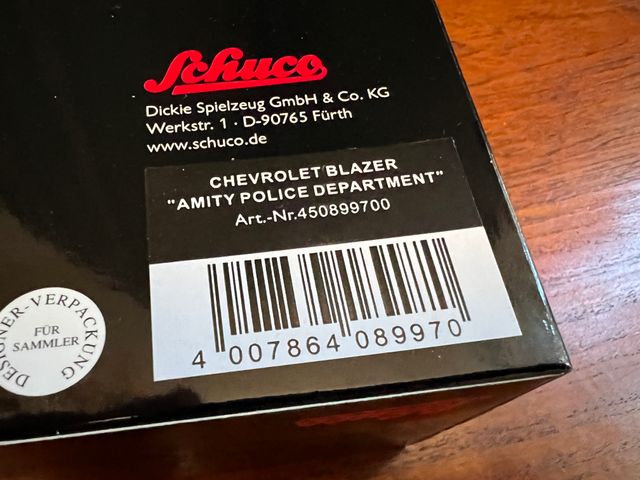 Schuco
Dickie Spielzeug GmbH & Co. KG
Werkstr. 1 · D-90765 Fürth
www.schuco.de
CHEVROLET BLAZER
"AMITY POLICE DEPARTMENT"
Art.-Nr.450899700
4 007864 089970
DESIGNER-VERPACKUNG
FÜR
SAMMLER